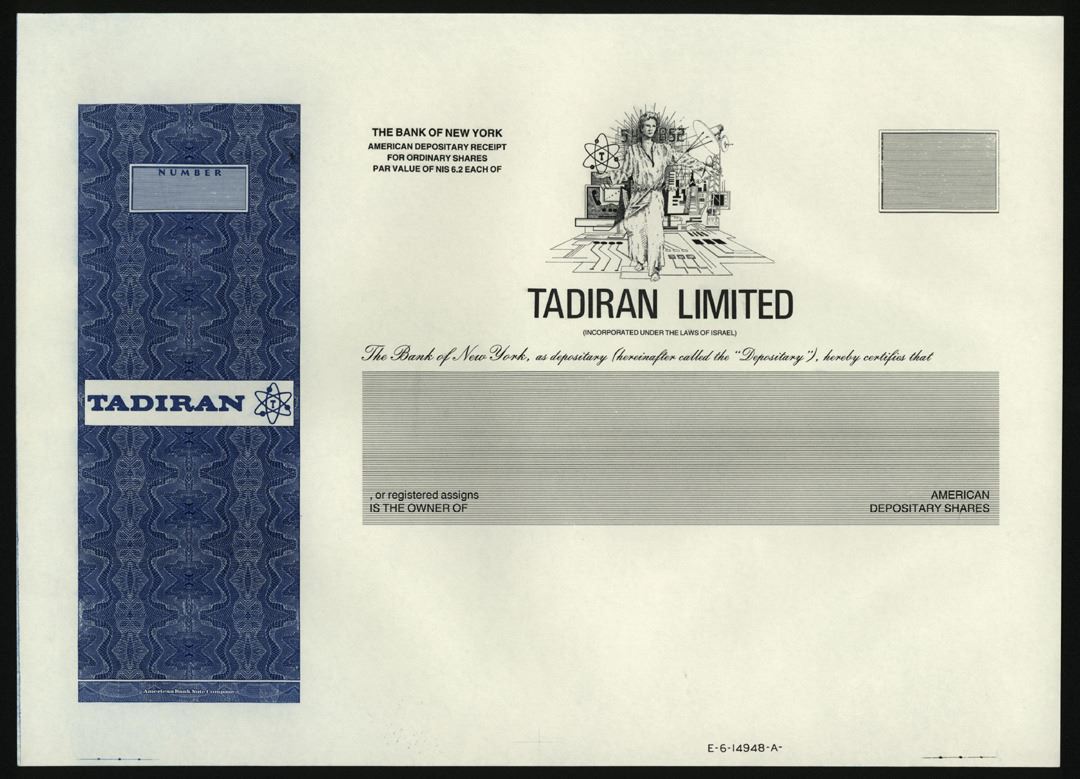 NUMBER
THE BANK OF NEW YORK
AMERICAN DEPOSITARY RECEIPT
FOR ORDINARY SHARES
PAR VALUE OF NIS 6.2 EACH OF
TADIRAN LIMITED
(INCORPORATED UNDER THE LAWS OF ISRAEL)
The Bank of New York, as depositary (hereinafter called the "Depositary"), hereby certifies that
TADIRAN T
, or registered assigns
IS THE OWNER OF
AMERICAN
DEPOSITARY SHARES
American Bank Note Company
E-6-14948-A-